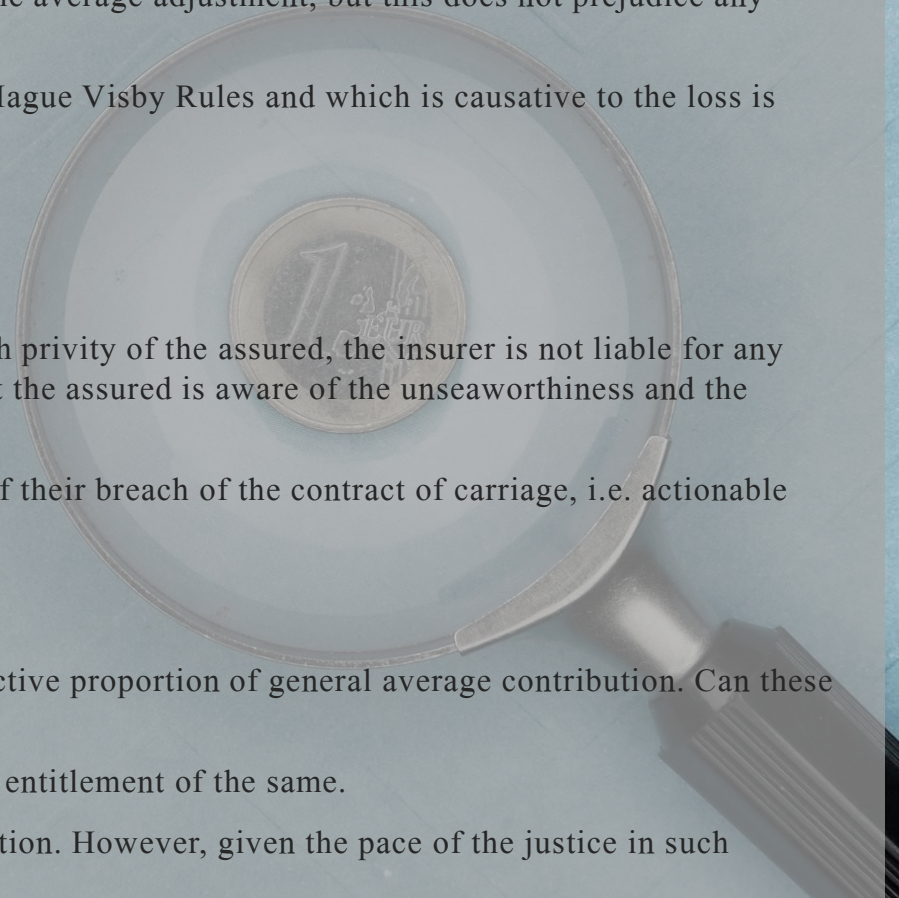 average adjustment, but this does not prejudice any
Visby Rules and which is causative to the loss is
1
EURO
privity of the assured, the insurer is not liable for any
the assured is aware of the unseaworthiness and the
their breach of the contract of carriage, i.e. actionable
proportion of general average contribution. Can these
entitlement of the same.
However, given the pace of the justice in such